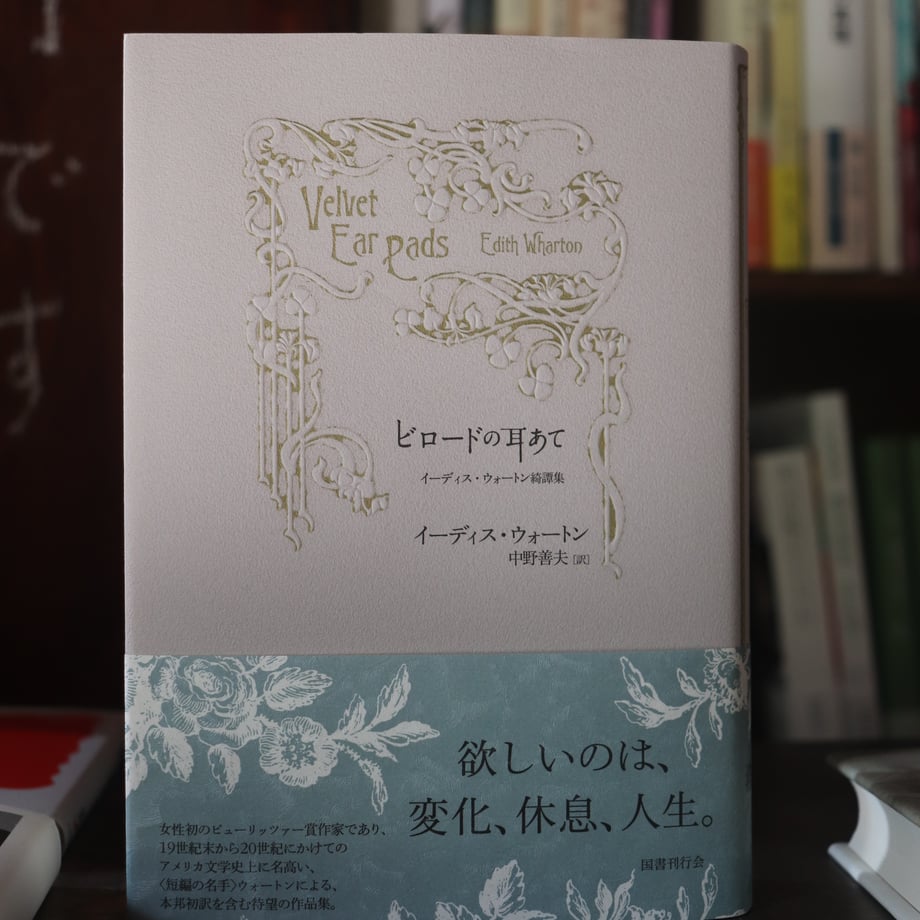 Velvet
Ear pads Edith Wharton
ビロードの耳あて
イーディス・ウォートン綺譚集
イーディス・ウォートン
中野善夫［訳］
欲しいのは、
変化、休息、人生。
女性初のピューリッツァー賞作家であり、
19世紀末から20世紀にかけての
アメリカ文学史上に名高い、
〈短編の名手〉ウォートンによる、
本邦初訳を含む待望の作品集。
国書刊行会
です